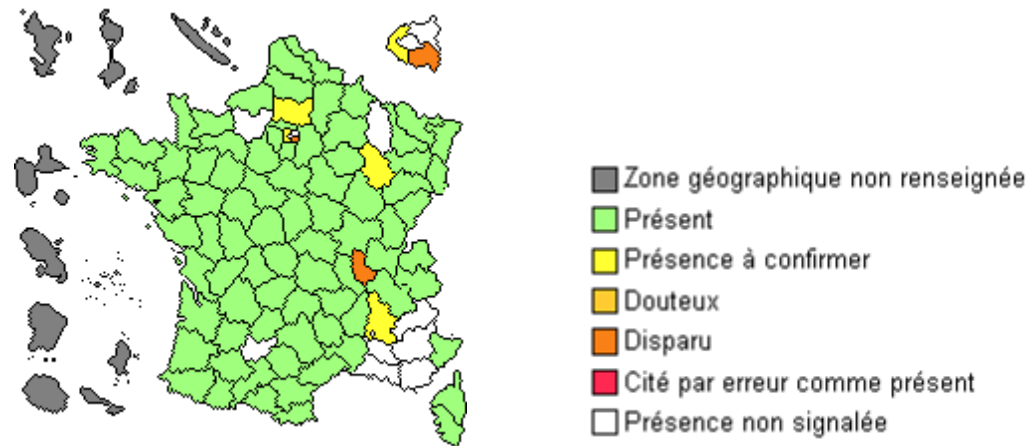 Zone géographique non renseignée
Présent
Présence à confirmer
Douteux
Disparu
Cité par erreur comme présent
Présence non signalée